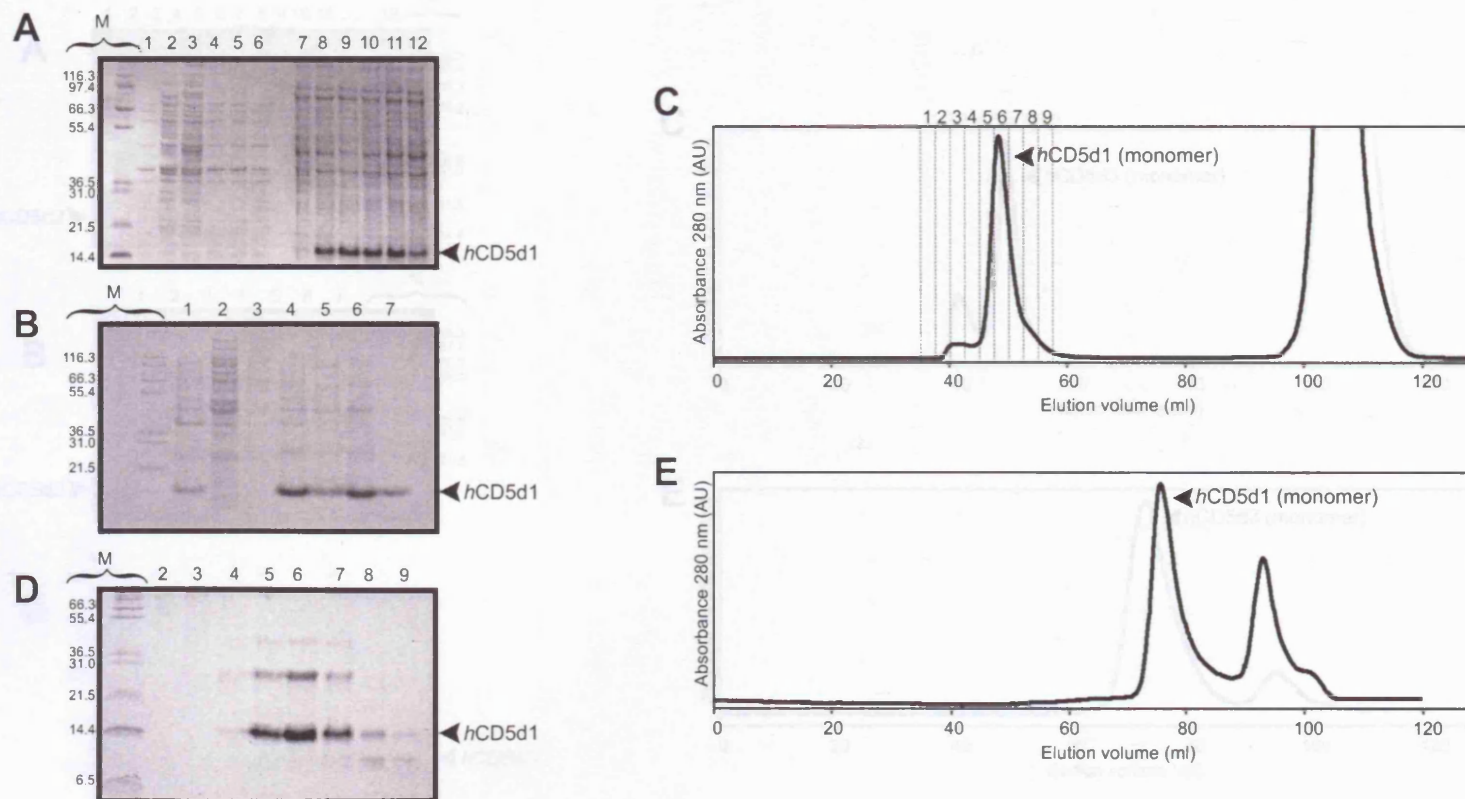 A
M
1 2 3 4 5 6 7 8 9 10 11 12
116.3
97.4
66.3
55.4
36.5
31.0
21.5
14.4
hCD5d1
B
M
1 2 3 4 5 6 7
116.3
66.3
55.4
36.5
31.0
21.5
hCD5d1
D
M
2 3 4 5 6 7 8 9
66.3
55.4
36.5
31.0
21.5
14.4
6.5
hCD5d1
C
1 2 3 4 5 6 7 8 9
hCD5d1 (monomer)
Absorbance 280 nm (AU)
0 20 40 60 80 100 120
Elution volume (ml)
E
hCD5d1 (monomer)
Absorbance 280 nm (AU)
0 20 40 60 80 100 120
Elution volume (ml)